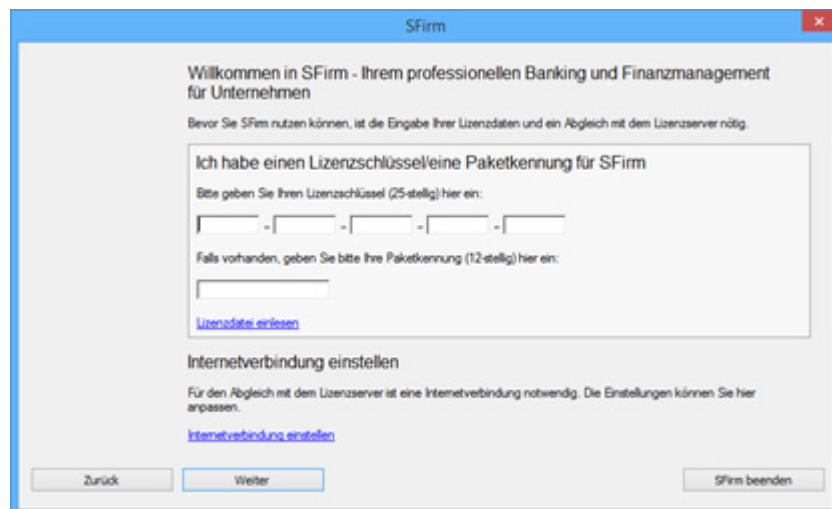 SFirm
Willkommen in SFirm - Ihrem professionellen Banking und Finanzmanagement
für Unternehmen
Bevor Sie SFirm nutzen können, ist die Eingabe Ihrer Lizenzdaten und ein Abgleich mit dem Lizenzserver nötig.
Ich habe einen Lizenzschlüssel/eine Paketkennung für SFirm
Bitte geben Sie Ihren Lizenzschlüssel (25-stellig) hier ein:
- - - -
Falls vorhanden, geben Sie bitte Ihre Paketkennung (12-stellig) hier ein:
Lizenzdatei einlesen
Internetverbindung einstellen
Für den Abgleich mit dem Lizenzserver ist eine Internetverbindung notwendig. Die Einstellungen können Sie hier
anpassen.
Internetverbindung einstellen
Zurück Weiter SFirm beenden